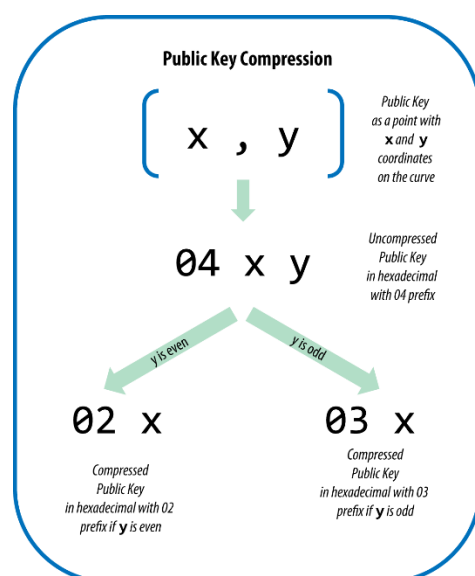 Public Key Compression
x , y
Public Key
as a point with
x and y
coordinates
on the curve
04 x y
Uncompressed
Public Key
in hexadecimal
with 04 prefix
y is even
y is odd
02 x
03 x
Compressed
Public Key
in hexadecimal with 02
prefix if y is even
Compressed
Public Key
in hexadecimal with 03
prefix if y is odd